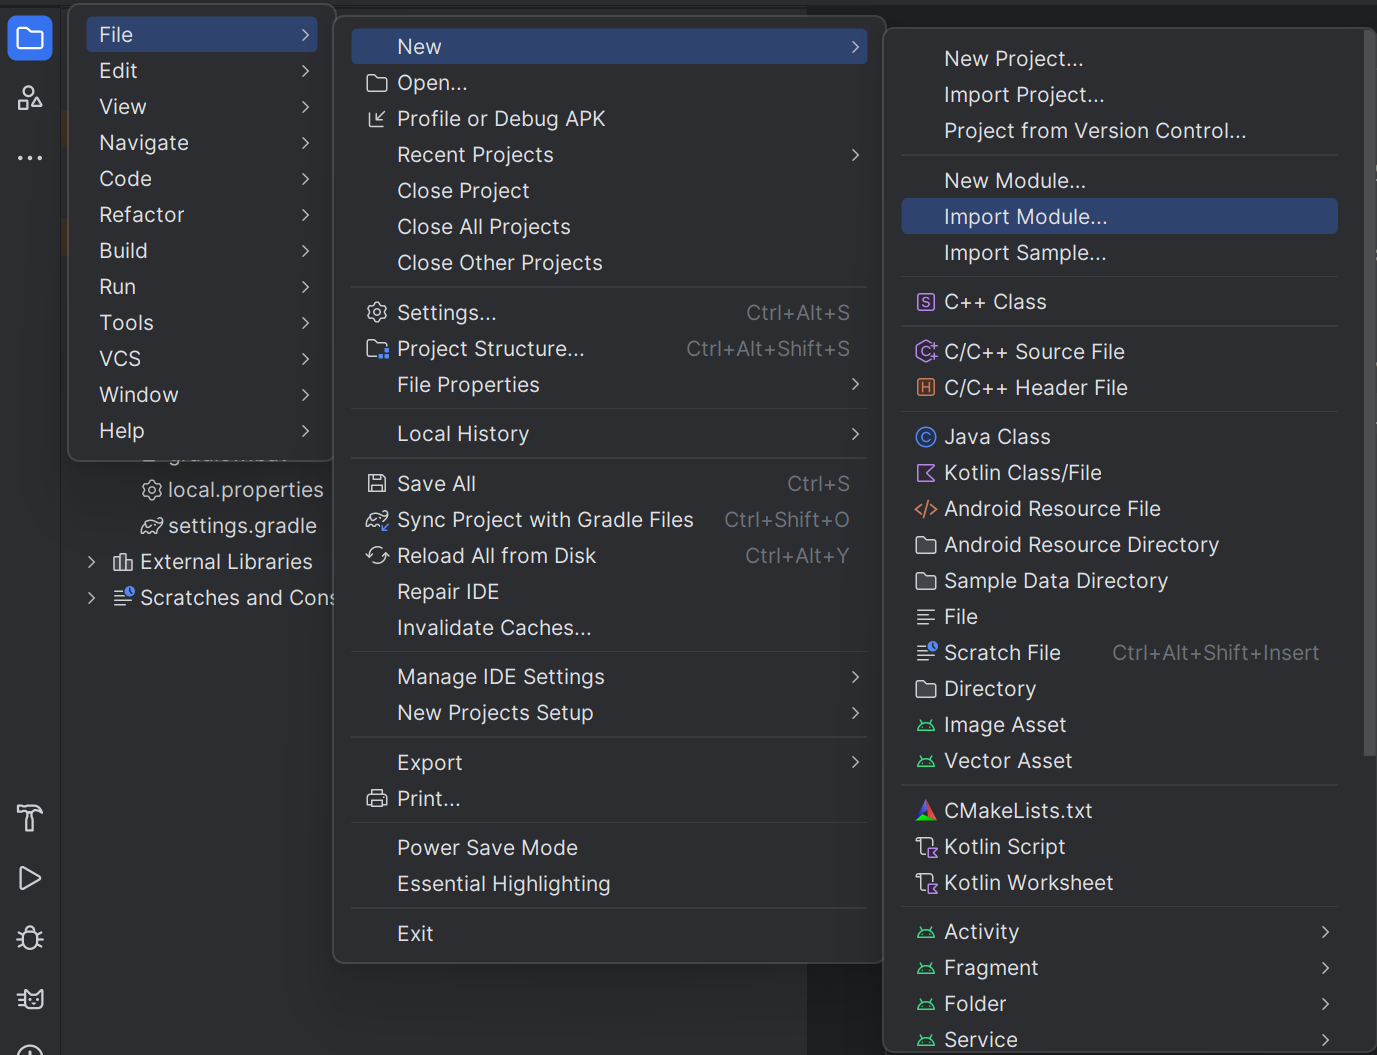 File
Edit
View
Navigate
Code
Refactor
Build
Run
Tools
VCS
Window
Help
local.properties
settings.gradle
External Libraries
Scratches and Cons
New
Open...
Profile or Debug APK
Recent Projects
Close Project
Close All Projects
Close Other Projects
Settings... Ctrl+Alt+S
Project Structure... Ctrl+Alt+Shift+S
File Properties
Local History
Save All Ctrl+S
Sync Project with Gradle Files Ctrl+Shift+O
Reload All from Disk Ctrl+Alt+Y
Repair IDE
Invalidate Caches...
Manage IDE Settings
New Projects Setup
Export
Print...
Power Save Mode
Essential Highlighting
Exit
New Project...
Import Project...
Project from Version Control...
New Module...
Import Module...
Import Sample...
C++ Class
C/C++ Source File
C/C++ Header File
Java Class
Kotlin Class/File
Android Resource File
Android Resource Directory
Sample Data Directory
File
Scratch File Ctrl+Alt+Shift+Insert
Directory
Image Asset
Vector Asset
CMakeLists.txt
Kotlin Script
Kotlin Worksheet
Activity
Fragment
Folder
Service